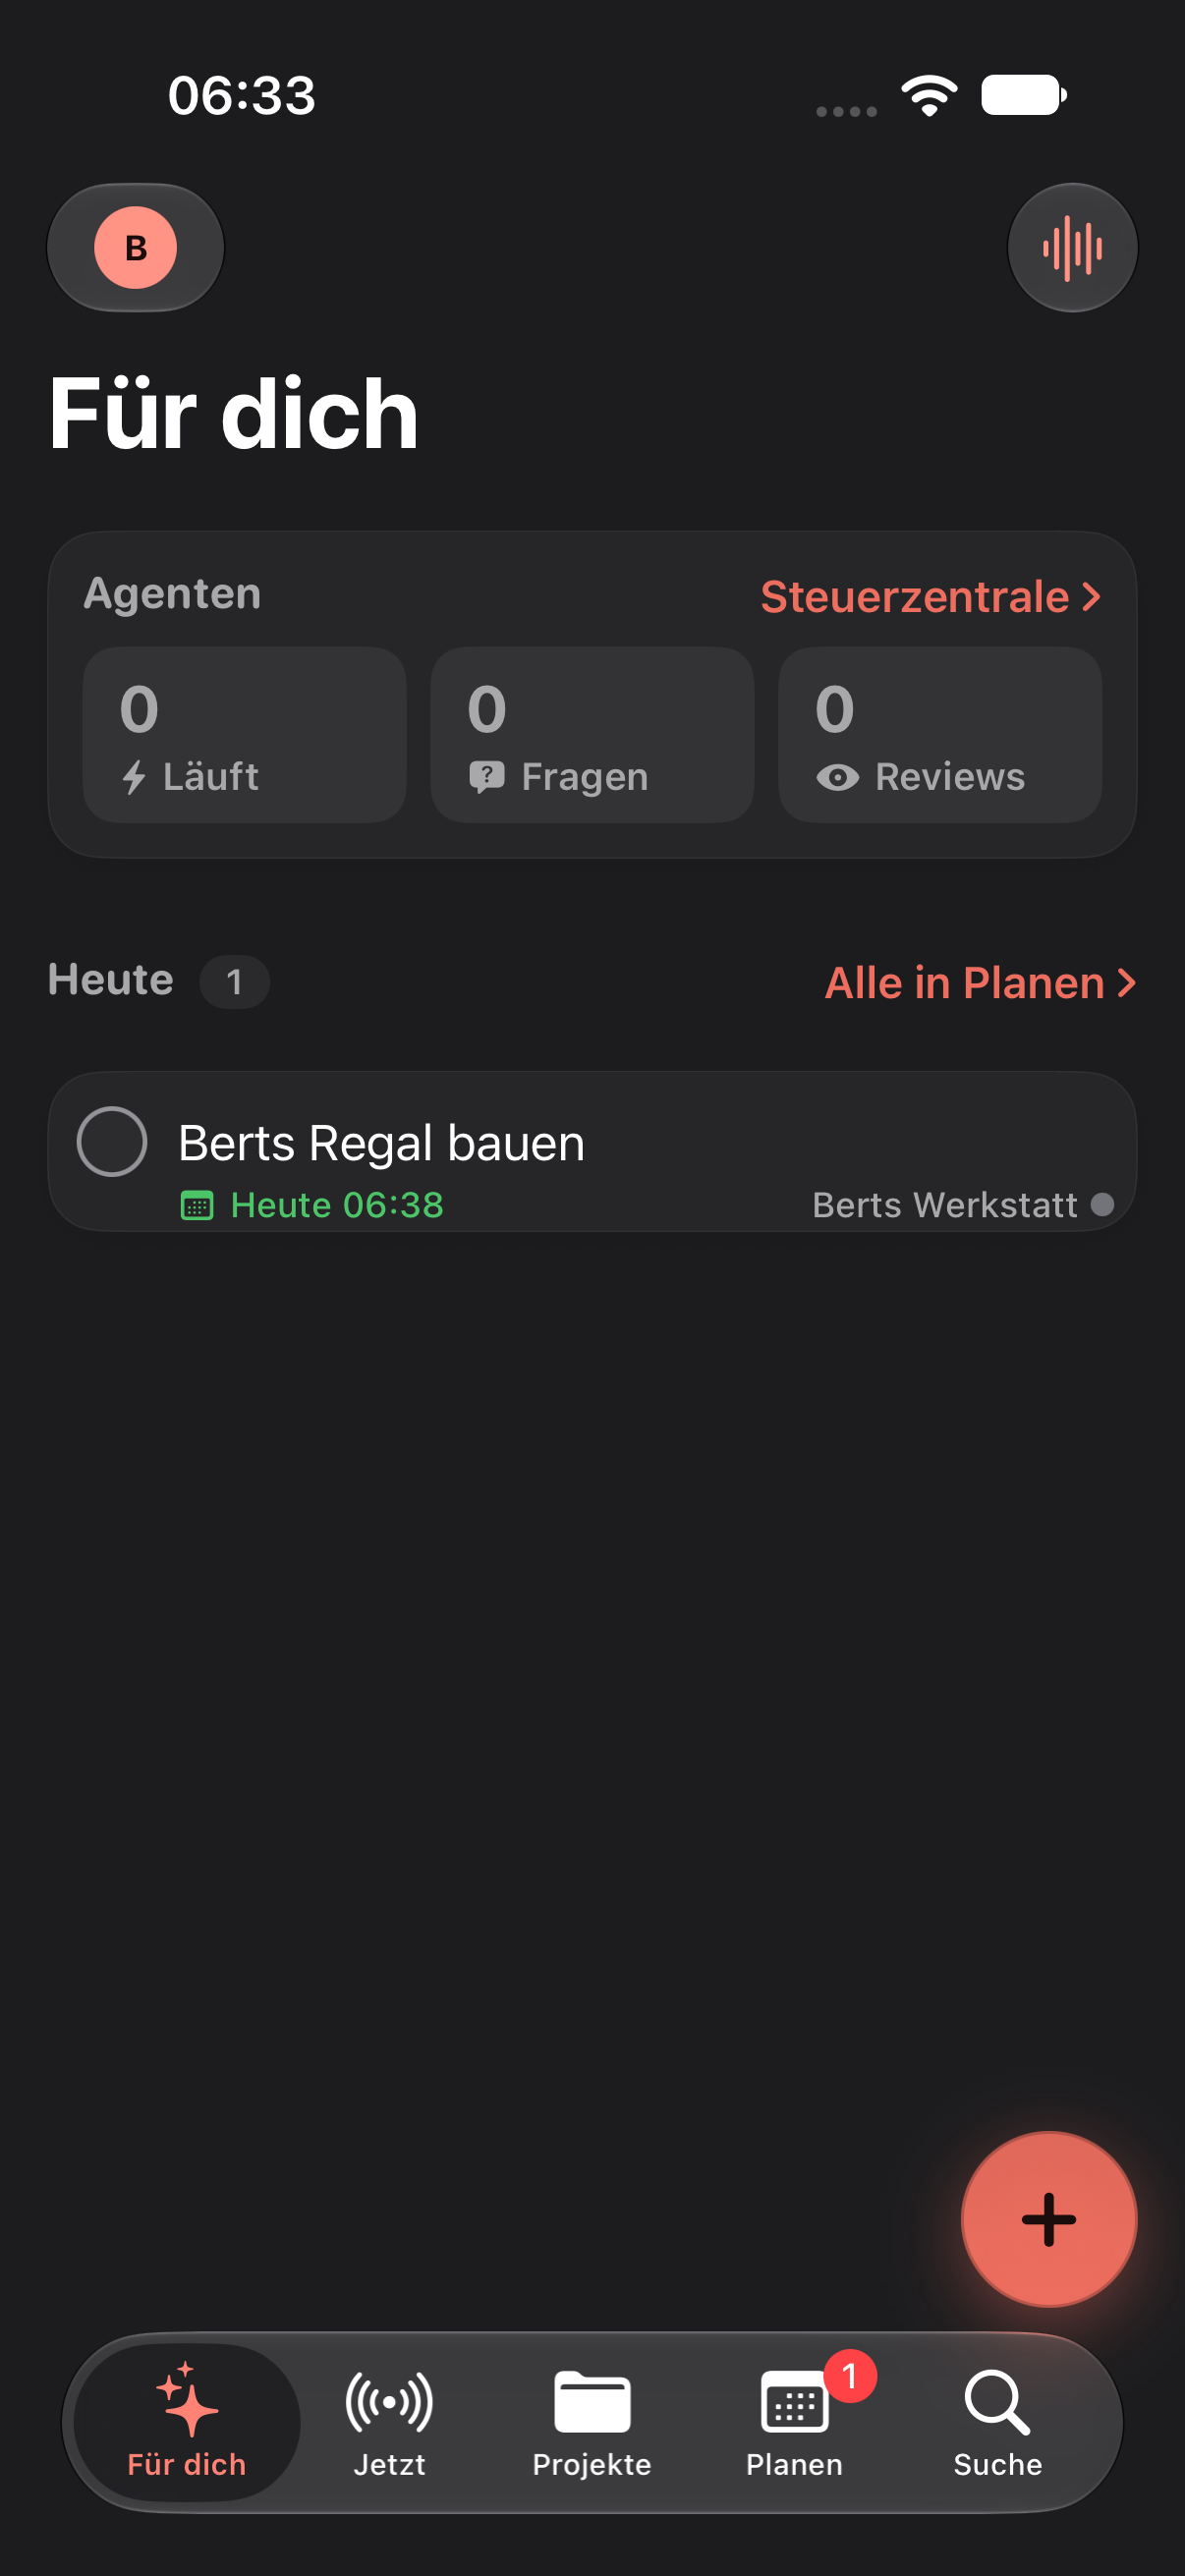 06:33
B
Für dich
Agenten
Steuerzentrale
0
Läuft
0
Fragen
0
Reviews
Heute 1
Alle in Planen
Berts Regal bauen
Heute 06:38
Berts Werkstatt
Für dich
Jetzt
Projekte
1
Planen
Suche